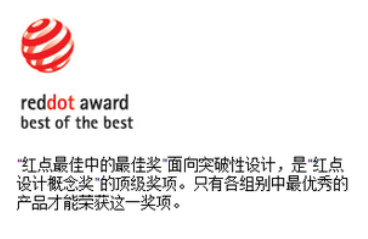 reddot award
best of the best
"红点最佳中的最佳奖"面向突破性设计，是"红点
设计概念奖"的顶级奖项。只有各组别中最优秀的
产品才能荣获这一奖项。